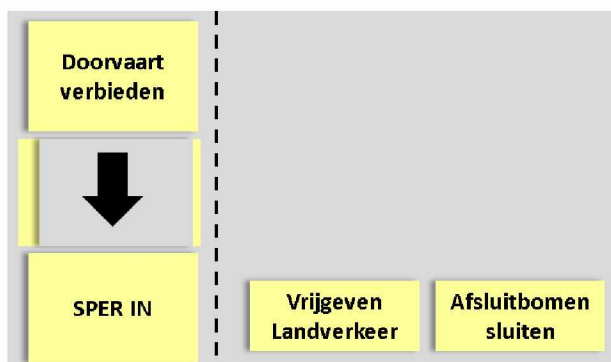 Doorvaart
verbieden
SPER IN
Vrijgeven
Landverkeer
Afsluitbomen
sluiten